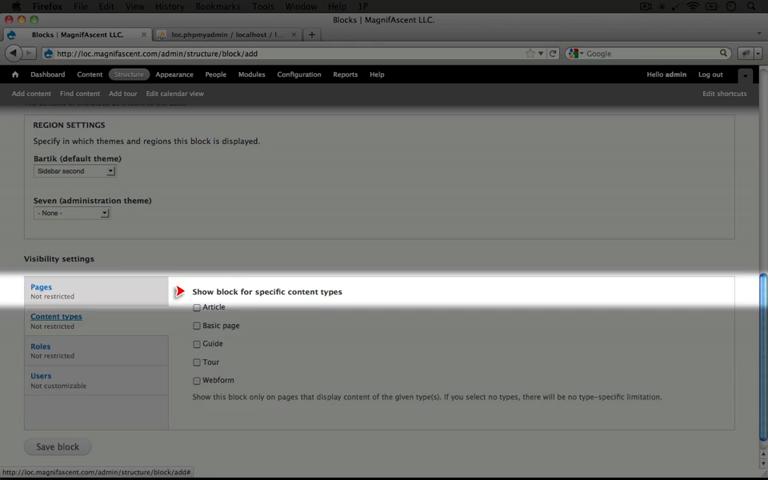 Firefox File Edit View History Bookmarks Tools Window Help 1P
Blocks | MagnifAscent LLC.
Blocks | MagnifAscent LLC. loc.phpmyadmin / localhost / l...
http://loc.magnifascent.com/admin/structure/block/add Google
Dashboard Content Structure Appearance People Modules Configuration Reports Help Hello admin Log out
Add content Find content Add tour Edit calendar view Edit shortcuts
REGION SETTINGS
Specify in which themes and regions this block is displayed.
Bartik (default theme)
Sidebar second
Seven (administration theme)
- None -
Visibility settings
Pages
Not restricted
Content types
Not restricted
Roles
Not restricted
Users
Not customizable
Show block for specific content types
Article
Basic page
Guide
Tour
Webform
Show this block only on pages that display content of the given type(s). If you select no types, there will be no type-specific limitation.
Save block
http://loc.magnifascent.com/admin/structure/block/add#